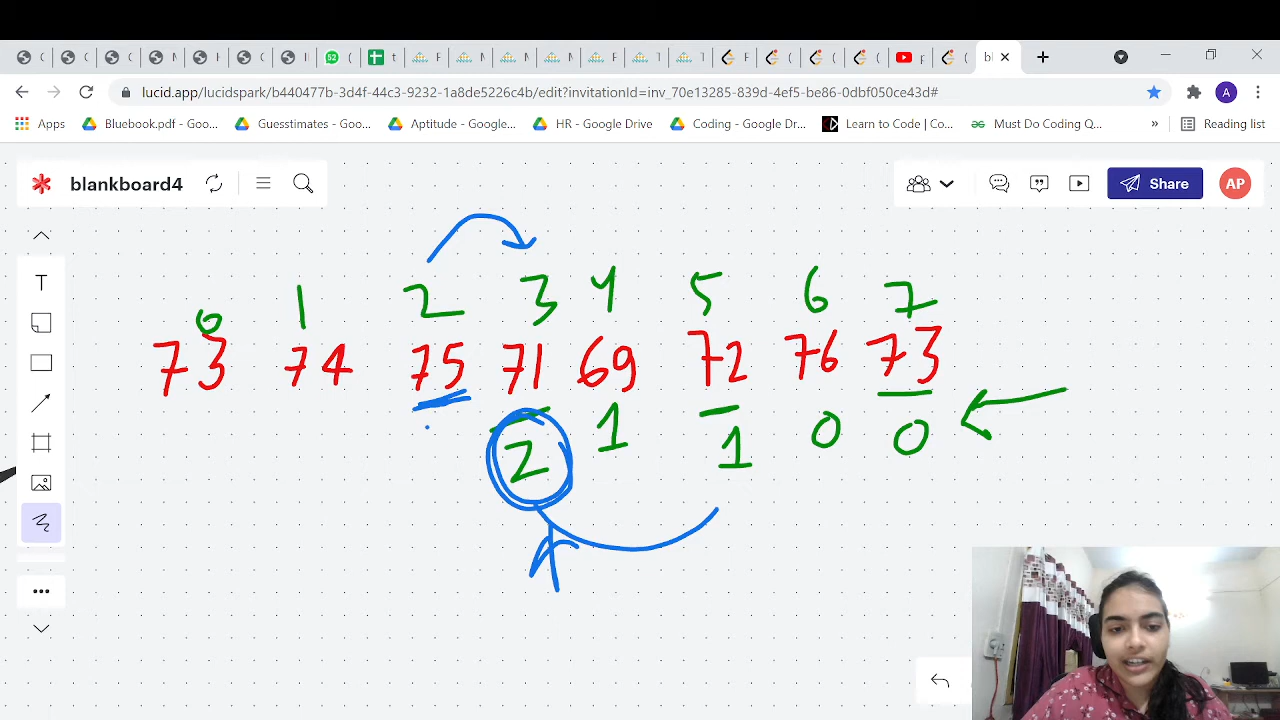 lucid.app/lucidspark/b440477b-3d4f-44c3-9232-1a8de5226c4e/edit?invitationId=inv_70e13285-839d-4ef5-be86-0dbf050ce43d#
A
Apps Bluebook.pdf - Go... Guesstimates - Goo... Aptitude - Google... HR - Google Drive Coding - Google Dr... Learn to Code | Co... Must Do Coding Q... » Reading list
blankboard4 Share AP
T
0 1 2 3 4 5 6 7
73 74 75 71 69 72 76 73
2 1 1 0 0